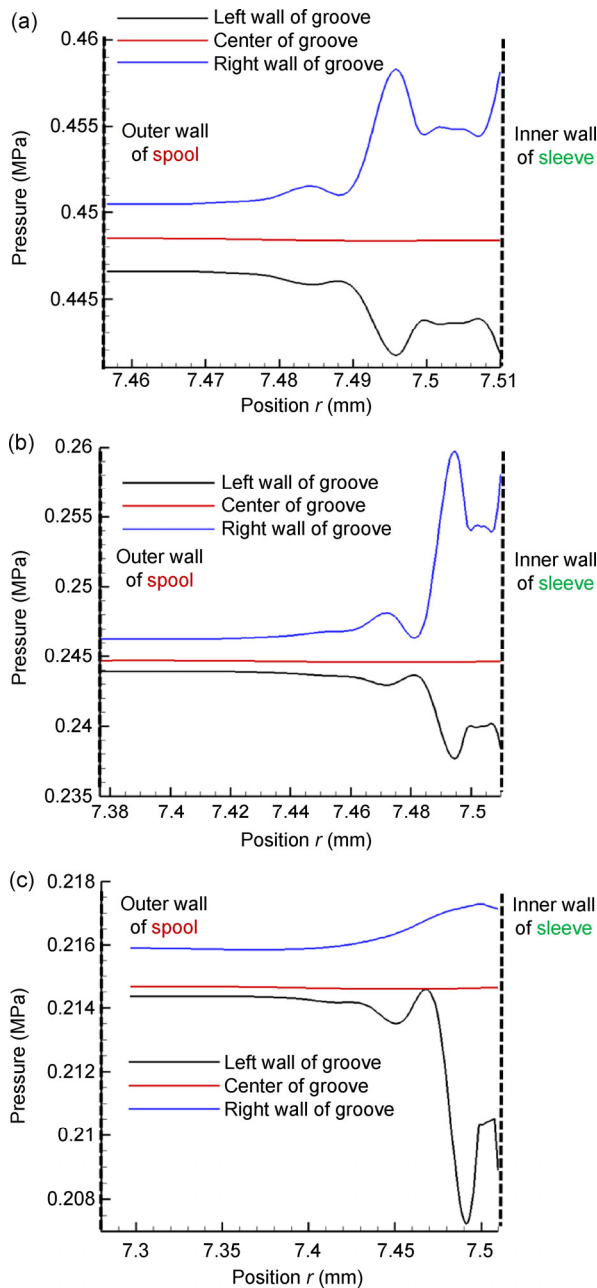 (a)
Left wall of groove
Center of groove
Right wall of groove
0.46
0.455
0.45
0.445
Pressure (MPa)
Outer wall
of spool
Inner wall
of sleeve
7.46 7.47 7.48 7.49 7.5 7.51
Position r (mm)
(b)
0.26
0.255
0.25
0.245
0.24
0.235
Pressure (MPa)
Left wall of groove
Center of groove
Right wall of groove
Outer wall
of spool
Inner wall
of sleeve
7.38 7.4 7.42 7.44 7.46 7.48 7.5
Position r (mm)
(c)
0.218
0.216
0.214
0.212
0.21
0.208
Pressure (MPa)
Outer wall
of spool
Inner wall
of sleeve
Left wall of groove
Center of groove
Right wall of groove
7.3 7.35 7.4 7.45 7.5
Position r (mm)